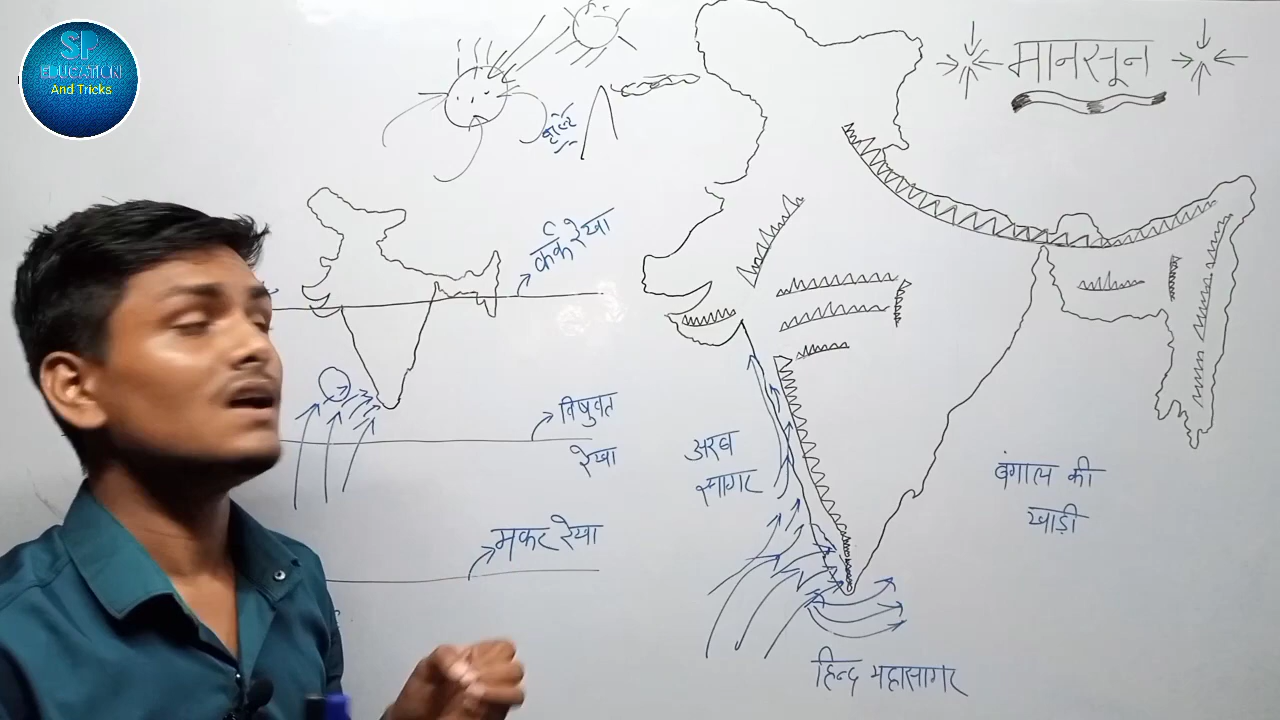 SP
EDUCATION
And Tricks
मानसून
कर्क रेखा
विषुवत
रेखा
मकर रेखा
अरब
सागर
बंगाल की
खाड़ी
हिन्द महासागर